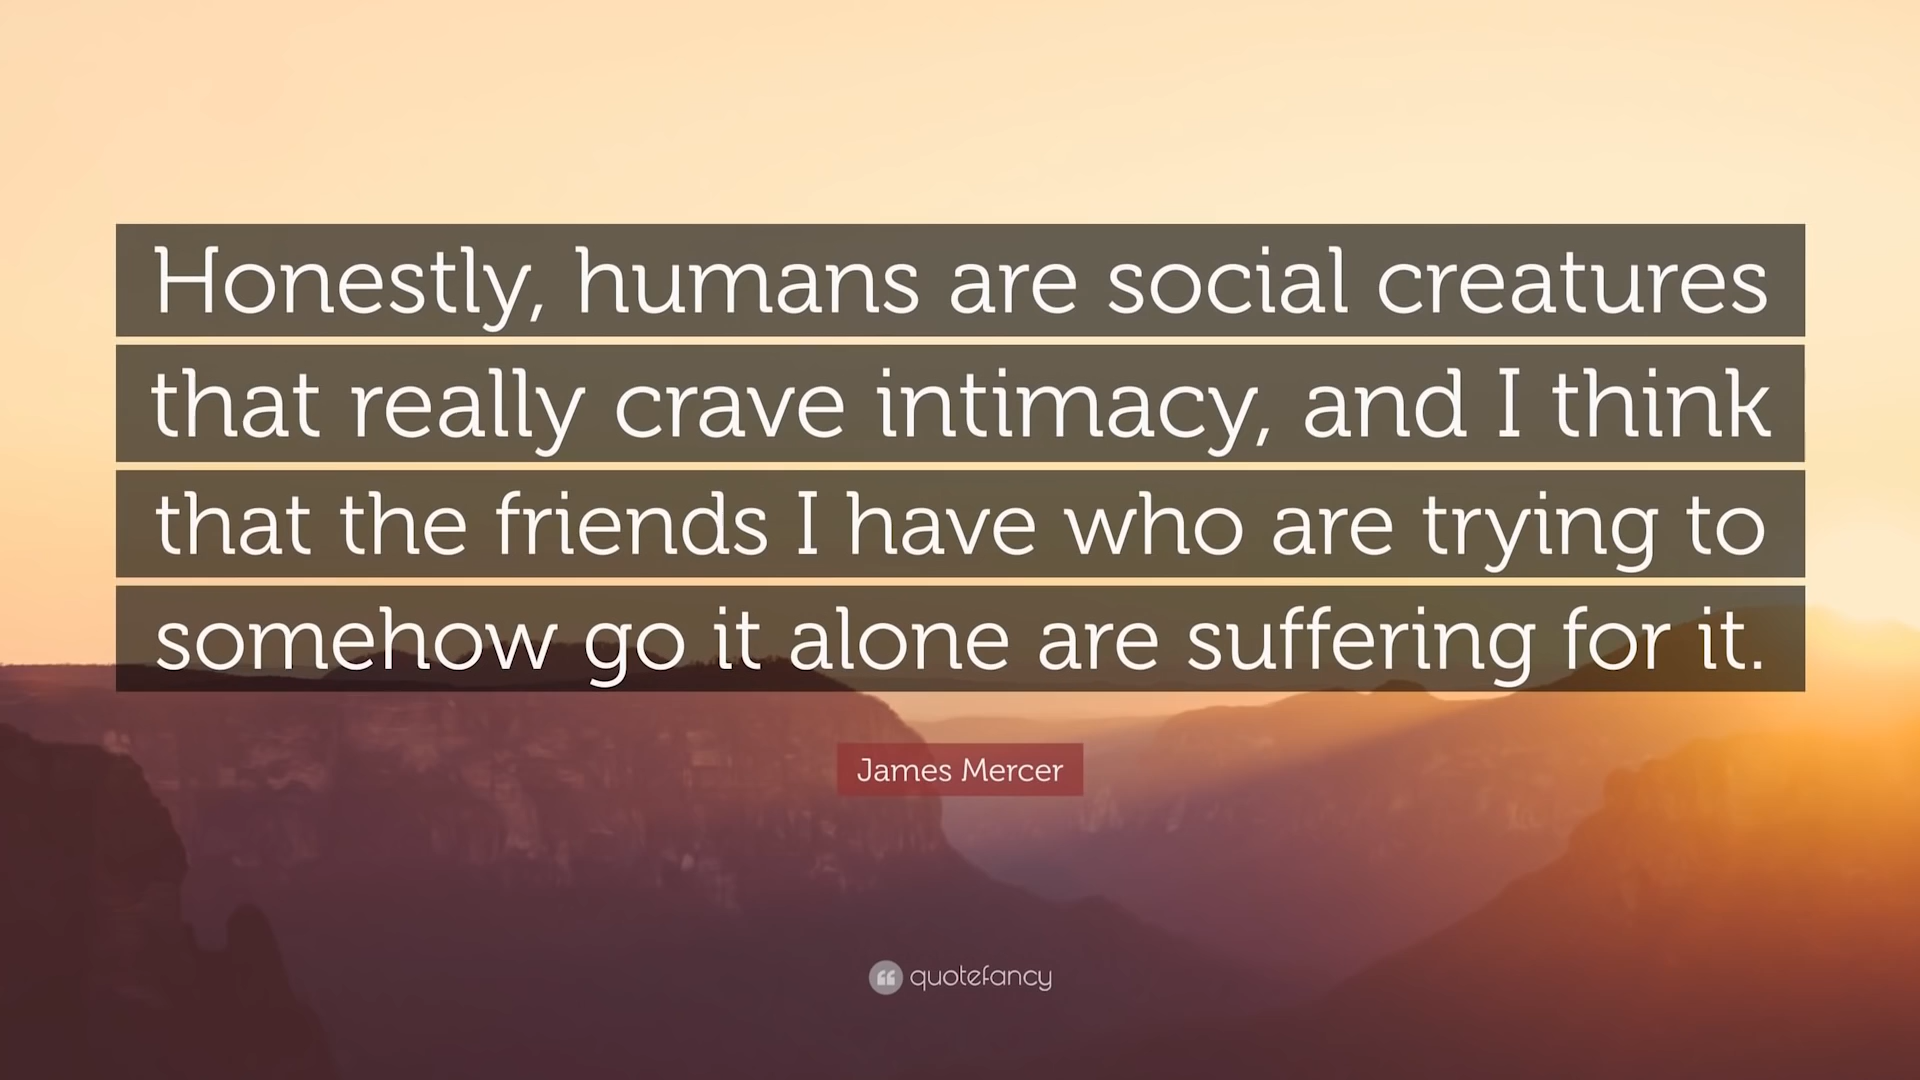 Honestly, humans are social creatures
that really crave intimacy, and I think
that the friends I have who are trying to
somehow go it alone are suffering for it.
James Mercer
quotefancy